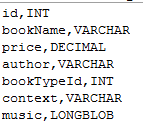 id,INT
bookName,VARCHAR
price,DECIMAL
author,VARCHAR
bookTypeId,INT
context,VARCHAR
music,LONGBLOB